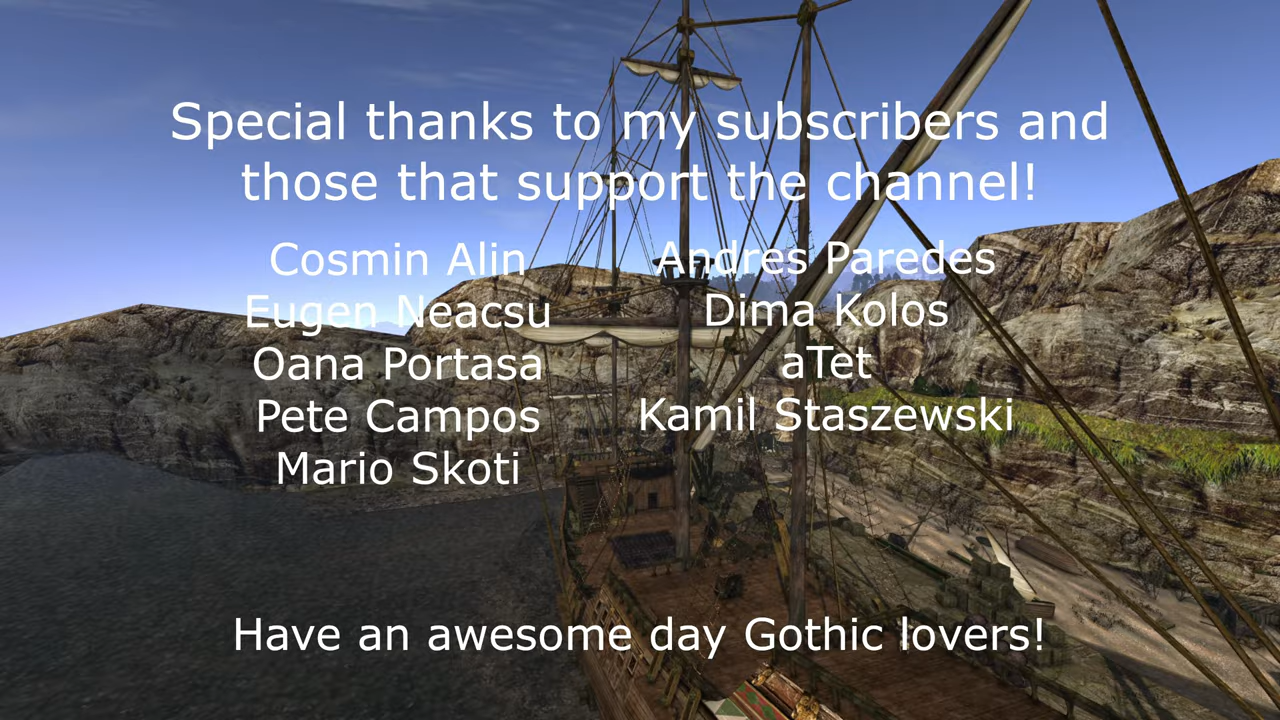 Special thanks to my subscribers and
those that support the channel!
Cosmin Alin
Eugen Neacsu
Oana Portasa
Pete Campos
Mario Skoti
Andres Paredes
Dima Kolos
aTet
Kamil Staszewski
Have an awesome day Gothic lovers!